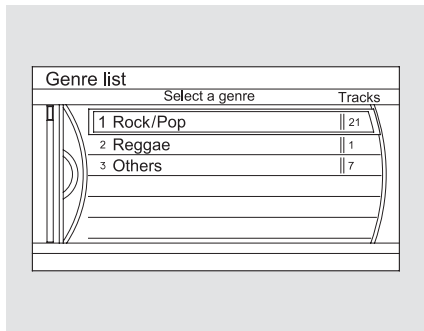 Genre list
Select a genre Tracks
1 Rock/Pop 21
2 Reggae 1
3 Others 7